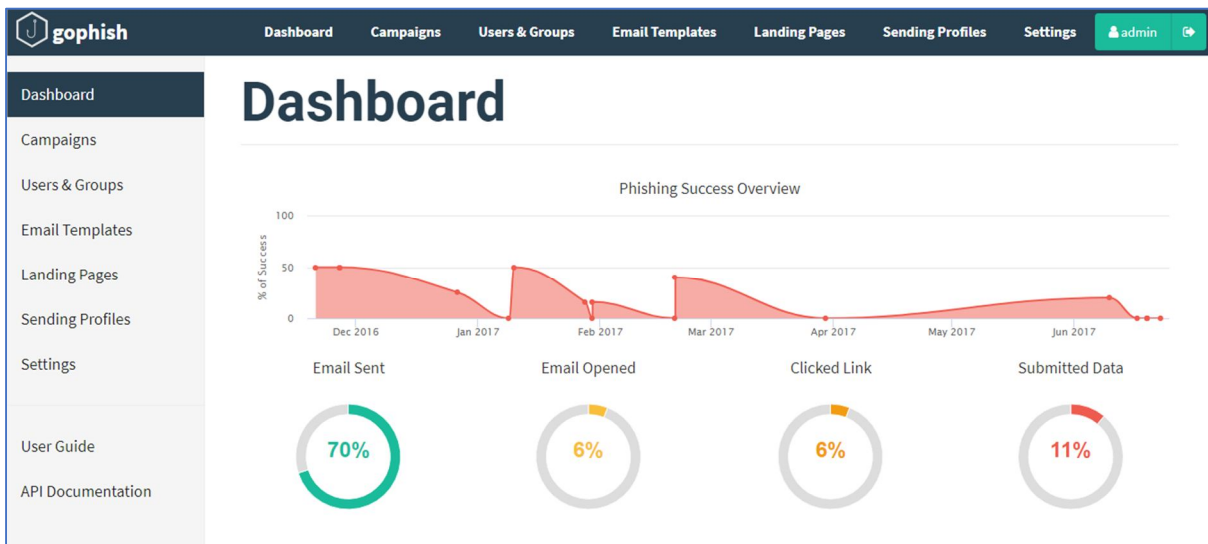 gophish
Dashboard Campaigns Users & Groups Email Templates Landing Pages Sending Profiles Settings admin
Dashboard
Campaigns
Users & Groups
Email Templates
Landing Pages
Sending Profiles
Settings
User Guide
API Documentation
Dashboard
Phishing Success Overview
% of Success
100
50
0
Dec 2016 Jan 2017 Feb 2017 Mar 2017 Apr 2017 May 2017 Jun 2017
Email Sent Email Opened Clicked Link Submitted Data
70% 6% 6% 11%